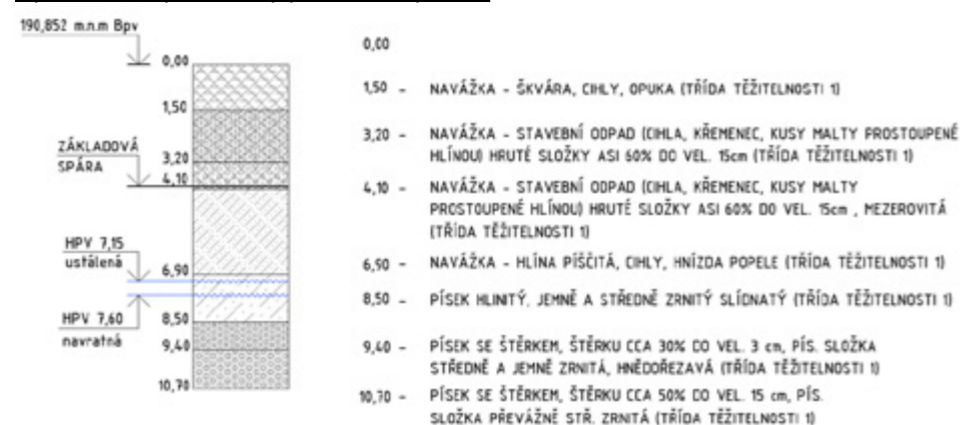 190,852 m.n.m Bpv
0,00
1,50
ZÁKLADOVÁ
SPÁRA
3,20
4,10
HPV 7,15
ustálená
6,90
HPV 7,60
navratná
8,50
9,40
10,70
0,00
1,50 - NAVÁŽKA - ŠKVÁRA, CIHLY, OPUKA (TŘÍDA TĚŽITELNOSTI 1)
3,20 - NAVÁŽKA - STAVEBNÍ ODPAD (CIHLA, KŘEMENEC, KUSY MALTY PROSTOUPENÉ
HLÍNOU) HRUTÉ SLOŽKY ASI 60% DO VEL. 15cm (TŘÍDA TĚŽITELNOSTI 1)
4,10 - NAVÁŽKA - STAVEBNÍ ODPAD (CIHLA, KŘEMENEC, KUSY MALTY
PROSTOUPENÉ HLÍNOU) HRUTÉ SLOŽKY ASI 60% DO VEL. 15cm , MEZEROVITÁ
(TŘÍDA TĚŽITELNOSTI 1)
6,50 - NAVÁŽKA - HLÍNA PÍŠČITÁ, CIHLY, HNÍZDA POPELE (TŘÍDA TĚŽITELNOSTI 1)
8,50 - PÍSEK HLINITÝ, JEMNĚ A STŘEDNĚ ZRNITÝ SLÍDNATÝ (TŘÍDA TĚŽITELNOSTI 1)
9,40 - PÍSEK SE ŠTĚRKEM, ŠTĚRKU CCA 30% DO VEL. 3 cm, PÍS. SLOŽKA
STŘEDNĚ A JEMNĚ ZRNITÁ, HNĚDOŘEZAVÁ (TŘÍDA TĚŽITELNOSTI 1)
10,70 - PÍSEK SE ŠTĚRKEM, ŠTĚRKU CCA 50% DO VEL. 15 cm, PÍS.
SLOŽKA PŘEVÁŽNĚ STŘ. ZRNITÁ (TŘÍDA TĚŽITELNOSTI 1)